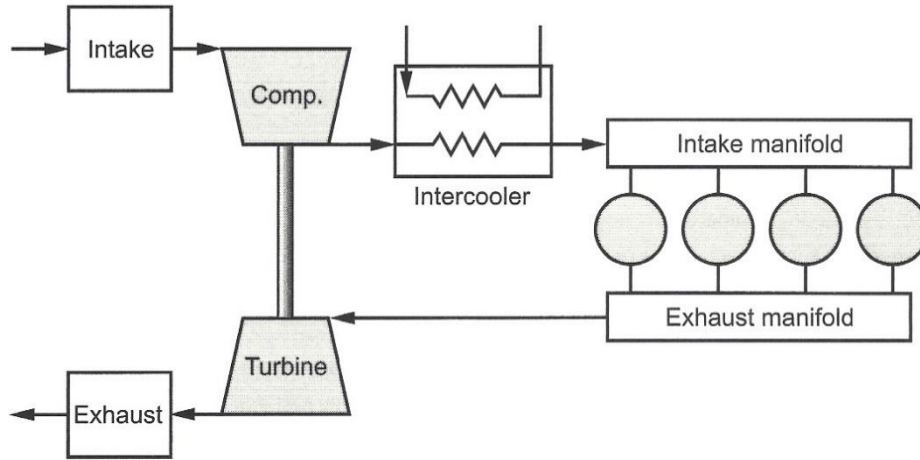 Intake
Comp.
Intercooler
Intake manifold
Exhaust manifold
Turbine
Exhaust